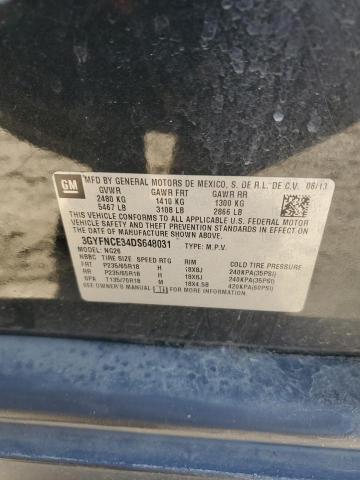 GM
MFD BY GENERAL MOTORS DE MEXICO, S. DE R.L. DE C.V. 06/13
GVWR GAWR FRT GAWR RR
2480 KG 1410 KG 1300 KG
5467 LB 3108 LB 2866 LB
THIS VEHICLE CONFORMS TO ALL APPLICABLE U.S. FEDERAL MOTOR
VEHICLE SAFETY, BUMPER, AND THEFT PREVENTION STANDARDS IN EFFECT ON
THE DATE OF MANUFACTURE SHOWN ABOVE.
3GYFNCE34DS648031 TYPE: M.P.V.
MODEL: NG26
NBBC TIRE SIZE SPEED RTG RIM COLD TIRE PRESSURE
FRT P235/65R18 H 18X8J 240KPA(35PSI)
RR P235/65R18 H 18X8J 240KPA(35PSI)
SPA T135/70R18 M 18X4.5B 420KPA(60PSI)
SEE OWNER'S MANUAL FOR ADDITIONAL INFORMATION